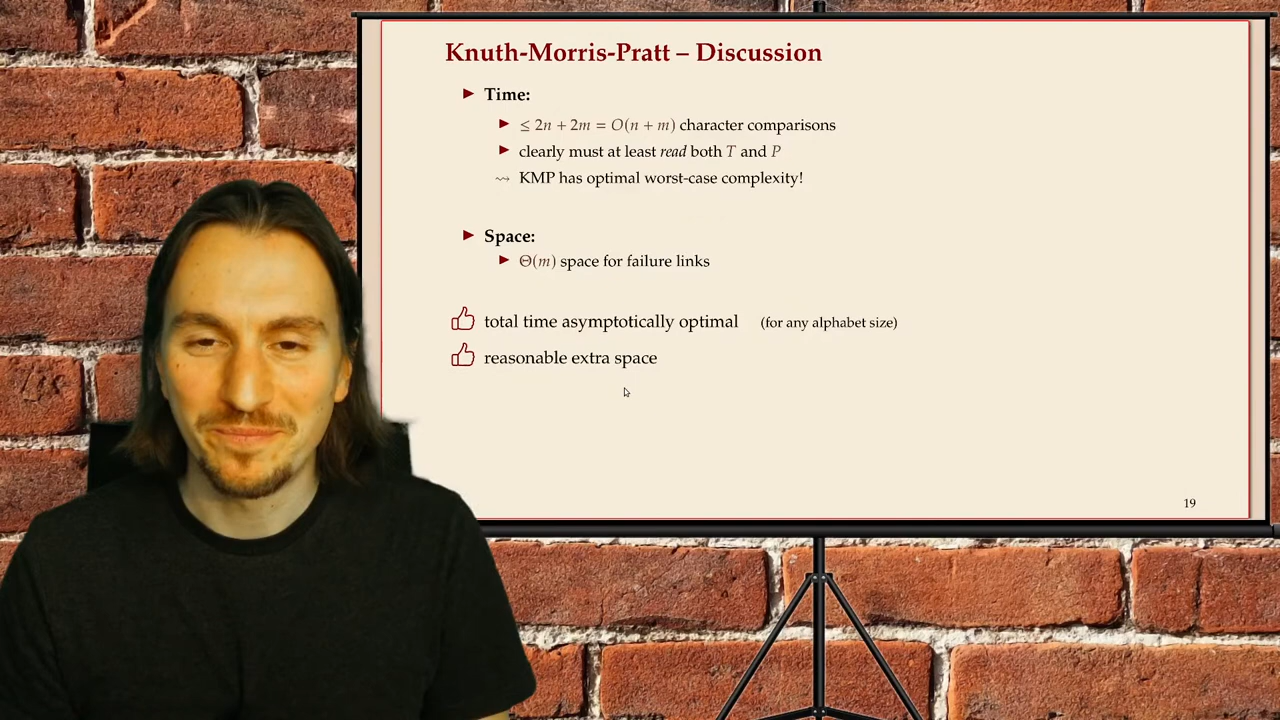 Knuth-Morris-Pratt – Discussion
Time:
≤ 2n + 2m = O(n + m) character comparisons
clearly must at least read both T and P
⇝ KMP has optimal worst-case complexity!
Space:
Θ(m) space for failure links
total time asymptotically optimal (for any alphabet size)
reasonable extra space
19